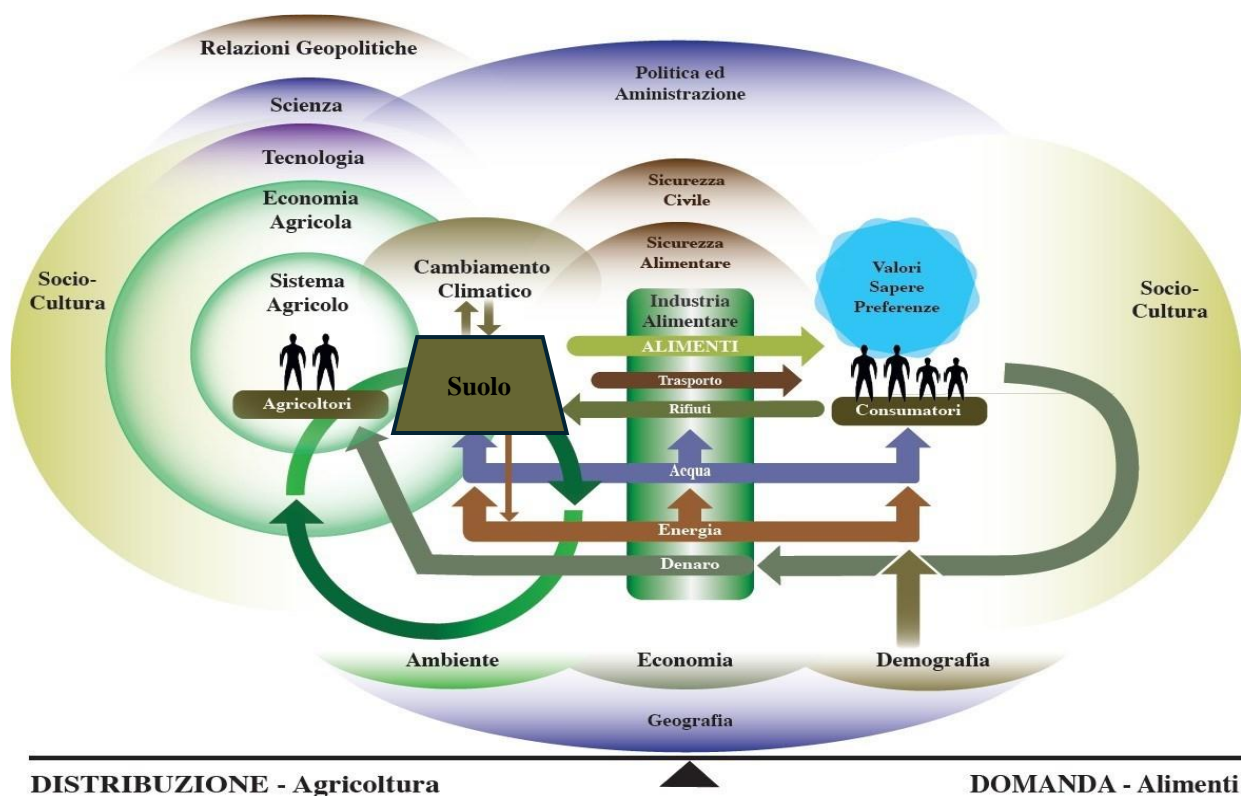 Relazioni Geopolitiche
Politica ed
Aministrazione
Scienza
Tecnologia
Economia
Agricola
Sicurezza
Civile
Sicurezza
Alimentare
Cambiamento
Climatico
Socio-
Cultura
Sistema
Agricolo
Valori
Sapere
Preferenze
Socio-
Cultura
Industria
Alimentare
ALIMENTI
Suolo
Trasporto
Agricoltori
Rifiuti
Consumatori
Acqua
Energia
Denaro
Ambiente
Economia
Demografia
Geografia
DISTRIBUZIONE - Agricoltura
DOMANDA - Alimenti